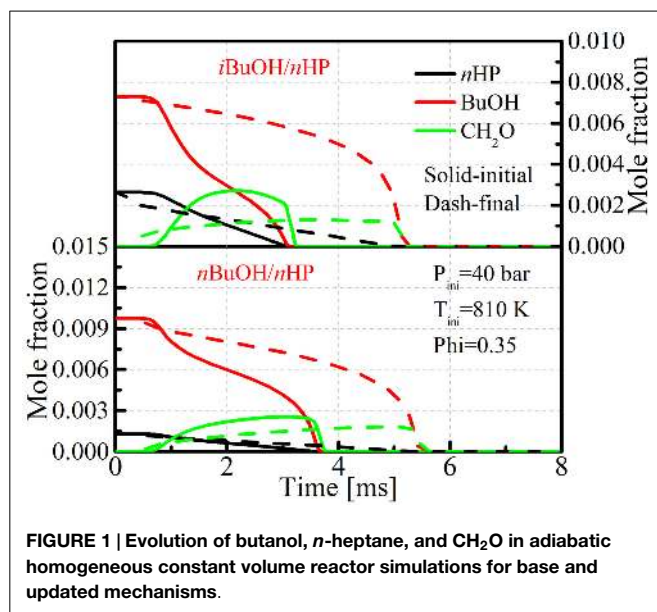 iBuOH/nHP
nHP
BuOH
CH₂O
Solid-initial
Dash-final
0.010
0.008
0.006
0.004
0.002
0.000
Mole fraction
nBuOH/nHP
P_ini=40 bar
T_ini=810 K
Phi=0.35
0.015
0.012
0.009
0.006
0.003
0.000
Mole fraction
0 2 4 6 8
Time [ms]
FIGURE 1 | Evolution of butanol, n-heptane, and CH₂O in adiabatic
homogeneous constant volume reactor simulations for base and
updated mechanisms.